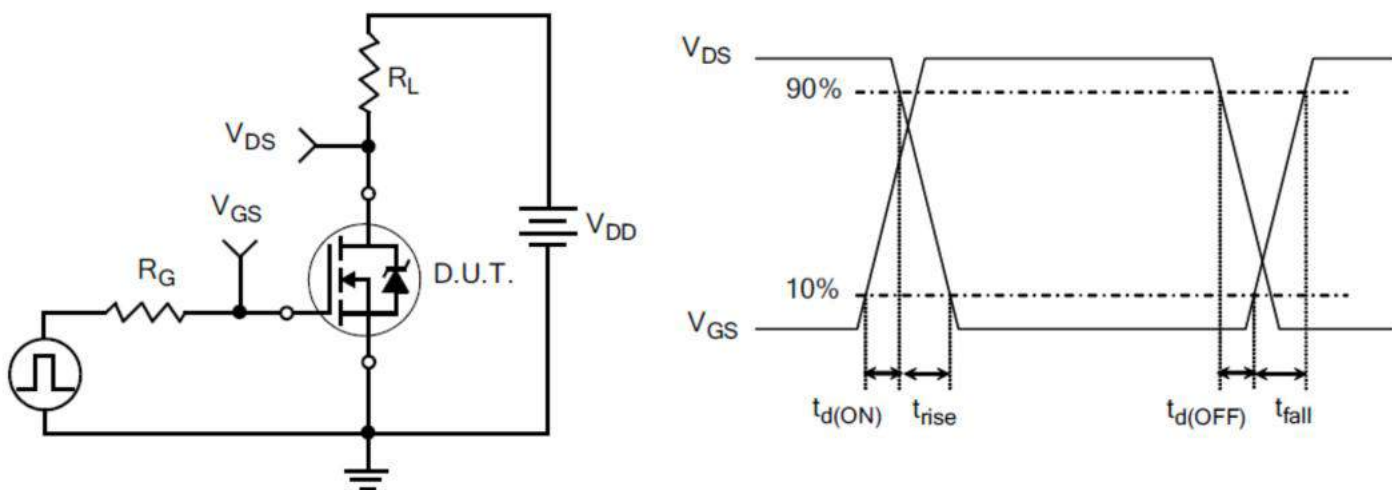 R_L
V_DS
V_GS
V_DD
R_G
D.U.T.
V_DS
90%
10%
V_GS
t_d(ON) t_rise t_d(OFF) t_fall